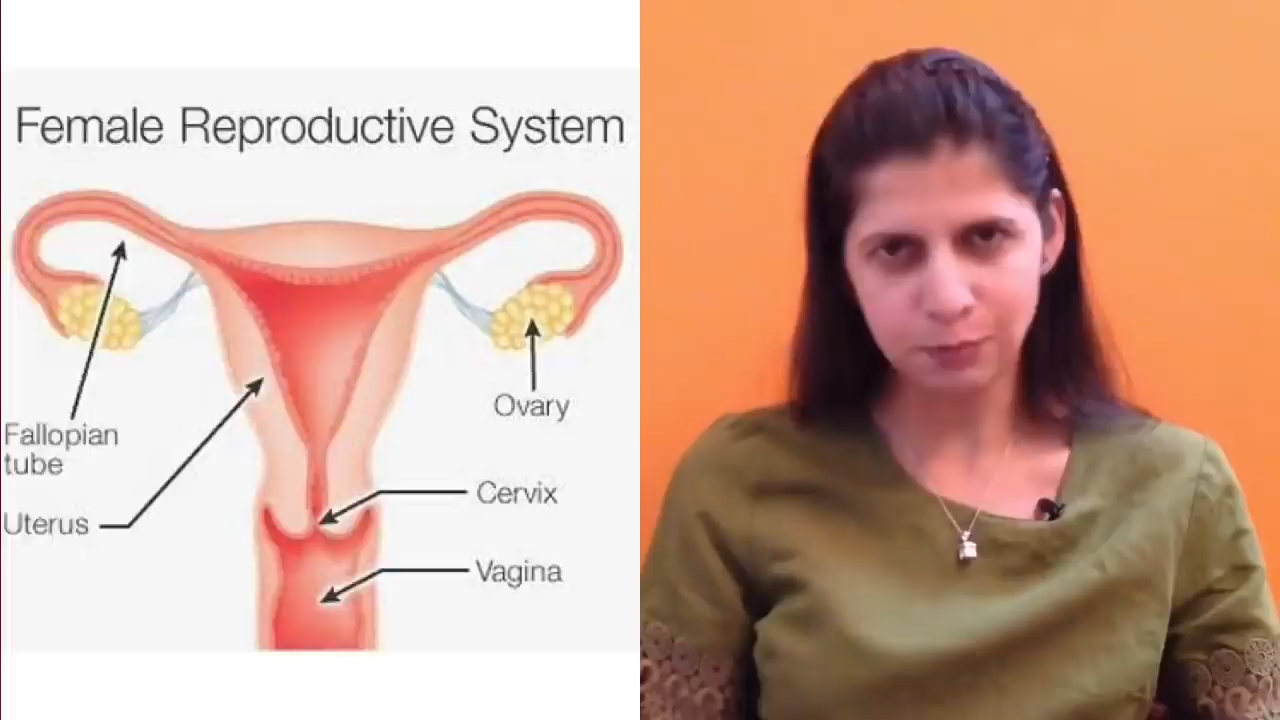 Female Reproductive System
Ovary
Fallopian
tube
Cervix
Uterus
Vagina